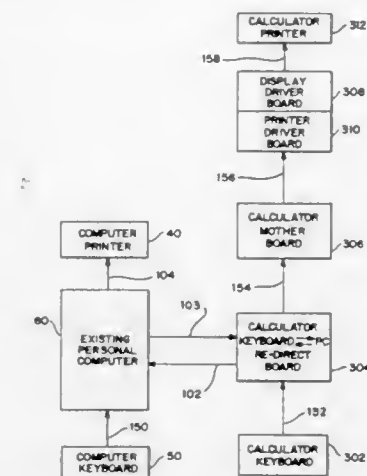 CALCULATOR
PRINTER
312
158
DISPLAY
DRIVER
BOARD
308
PRINTER
DRIVER
BOARD
310
156
COMPUTER
PRINTER
40
CALCULATOR
MOTHER
BOARD
306
104
154
60
EXISTING
PERSONAL
COMPUTER
103
102
CALCULATOR
KEYBOARD ⇄ PC
RE-DIRECT
BOARD
304
150
152
COMPUTER
KEYBOARD
50
CALCULATOR
KEYBOARD
302